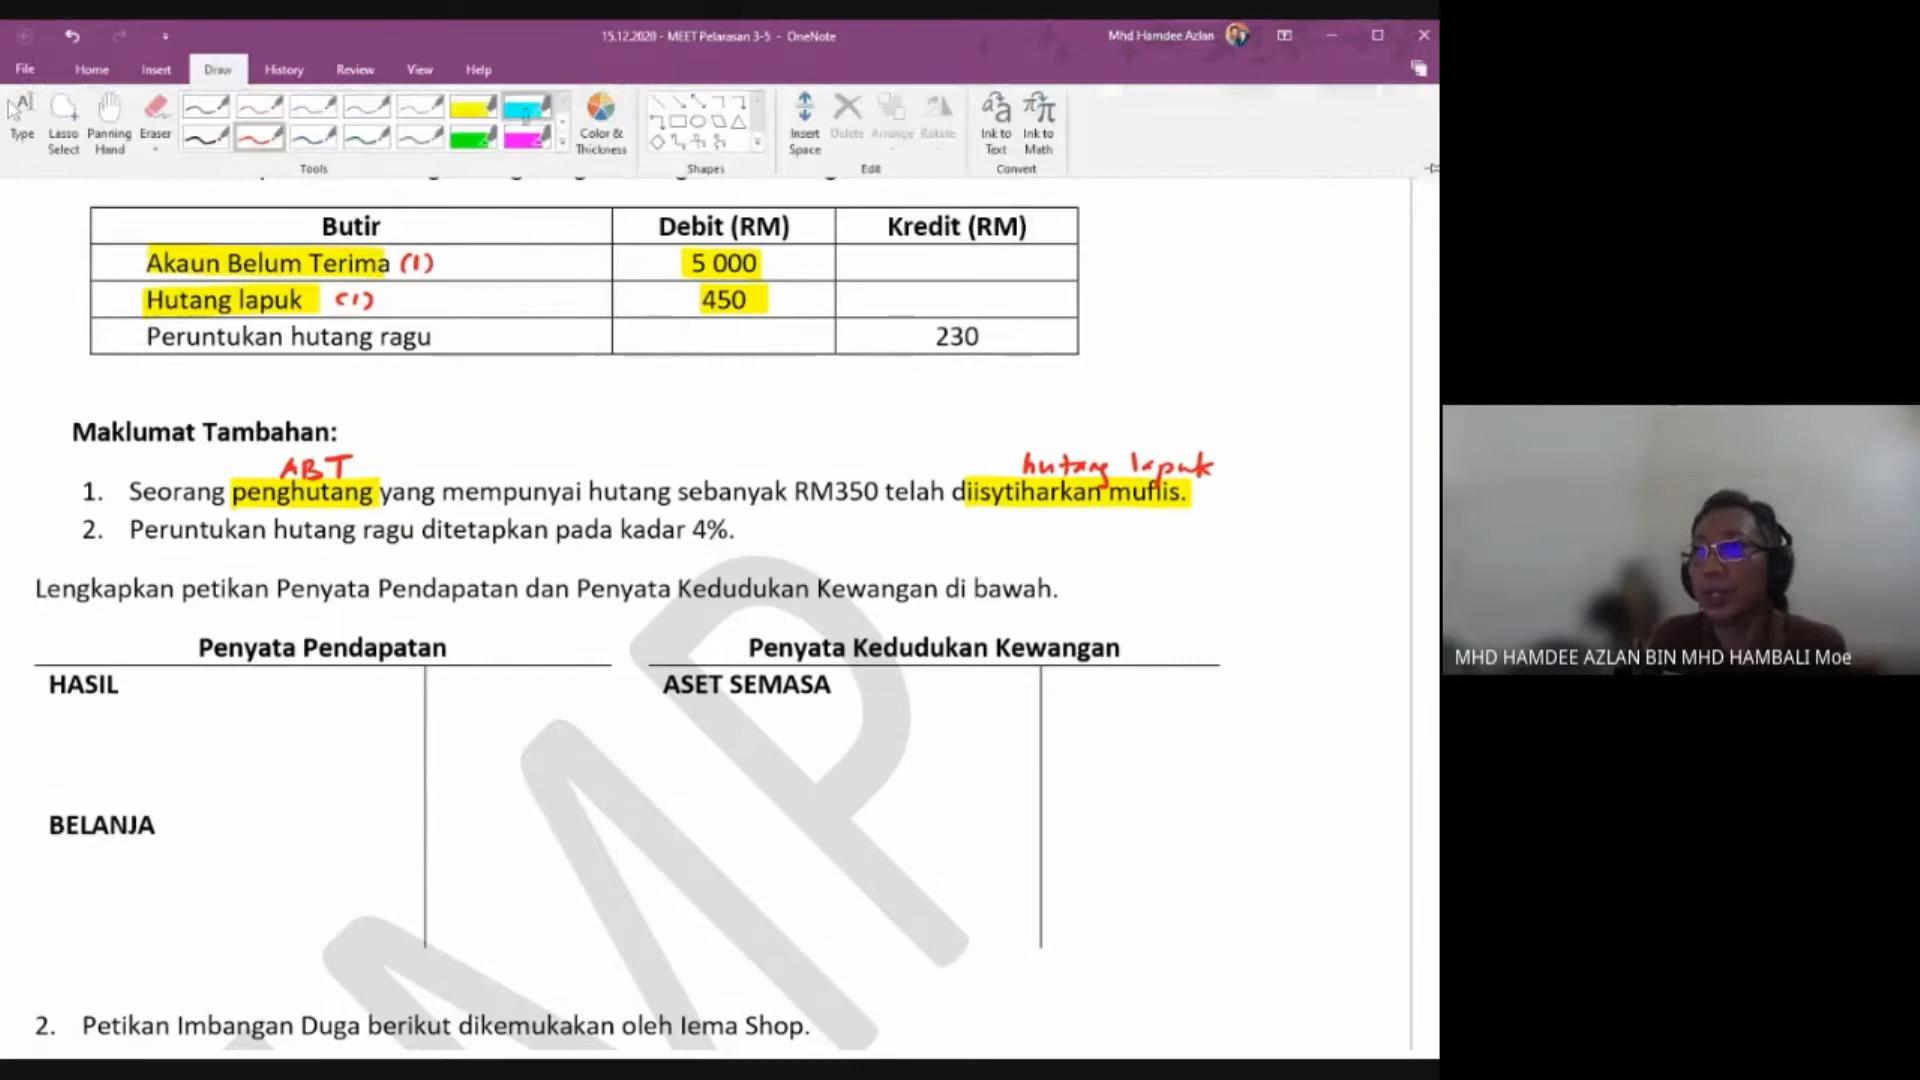 15.12.2020 - MEET Pelarasan 3-5 - OneNote
Mhd Hamdee Azlan
File Home Insert Draw History Review View Help
Type
Lasso Select
Panning Hand
Eraser
Color & Thickness
Insert Space
Delete
Arrange
Rotate
Ink to Text
Ink to Math
Tools
Shapes
Edit
Convert
Butir Debit (RM) Kredit (RM)
Akaun Belum Terima (1) 5 000
Hutang lapuk (1) 450
Peruntukan hutang ragu 230
Maklumat Tambahan:
ABT hutang lapuk
1. Seorang penghutang yang mempunyai hutang sebanyak RM350 telah diisytiharkan muflis.
2. Peruntukan hutang ragu ditetapkan pada kadar 4%.
Lengkapkan petikan Penyata Pendapatan dan Penyata Kedudukan Kewangan di bawah.
Penyata Pendapatan Penyata Kedudukan Kewangan
HASIL ASET SEMASA
BELANJA
2. Petikan Imbangan Duga berikut dikemukakan oleh Iema Shop.
MHD HAMDEE AZLAN BIN MHD HAMBALI Moe